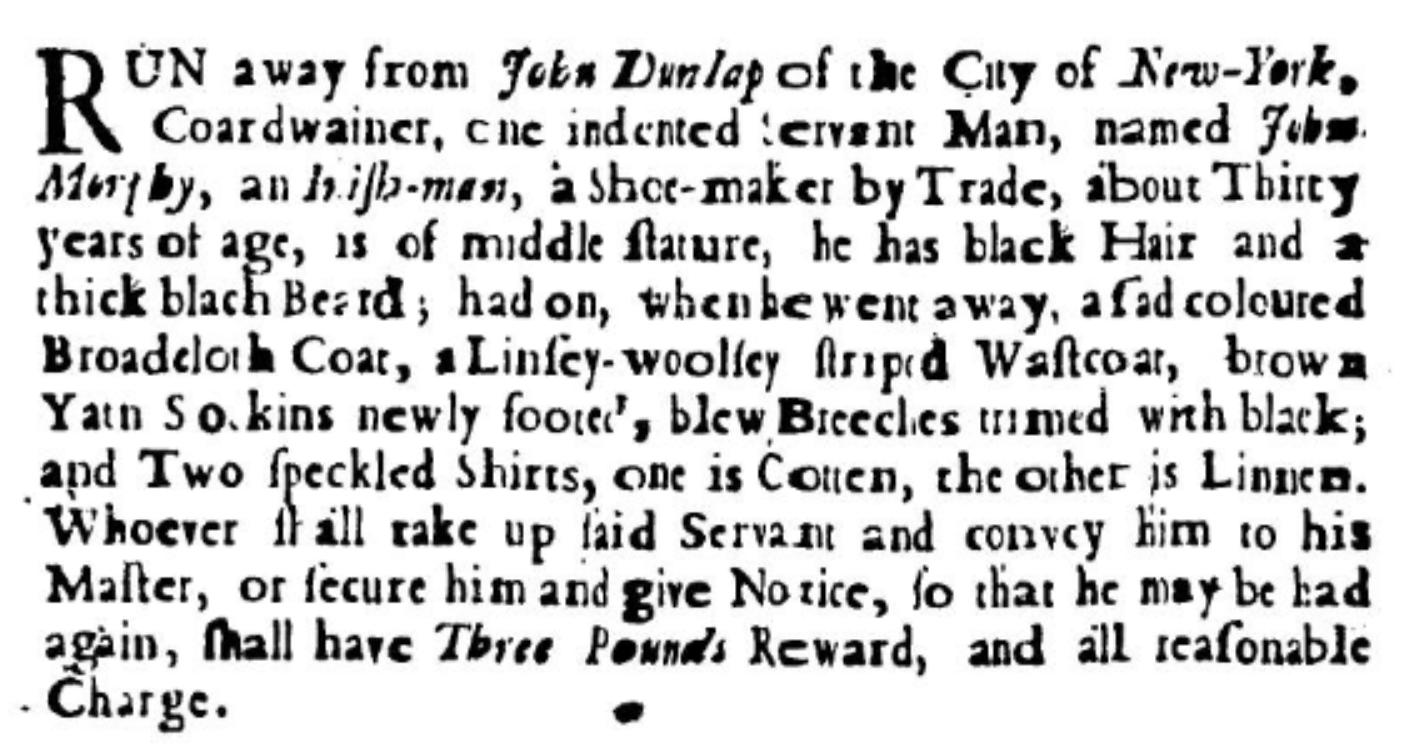 RUN away from John Dunlap of the City of New-York,
Coardwainer, one indented servant Man, named John
Morphy, an Irish-man, a Shoe-maker by Trade, about Thirty
years of age, is of middle ſtature, he has black Hair and a
thick blach Beard; had on, when he went away, a ſad coloured
Broadcloth Coat, a Linſey-woolſey ſtriped Waſtcoat, brown
Yarn Sockins newly footed, blew Breeches trimed with black;
and Two ſpeckled Shirts, one is Cotten, the other is Linnen.
Whoever ſhall take up ſaid Servant and convey him to his
Maſter, or ſecure him and give Notice, ſo that he may be had
again, ſhall have Three Pounds Reward, and all reaſonable
Charge.